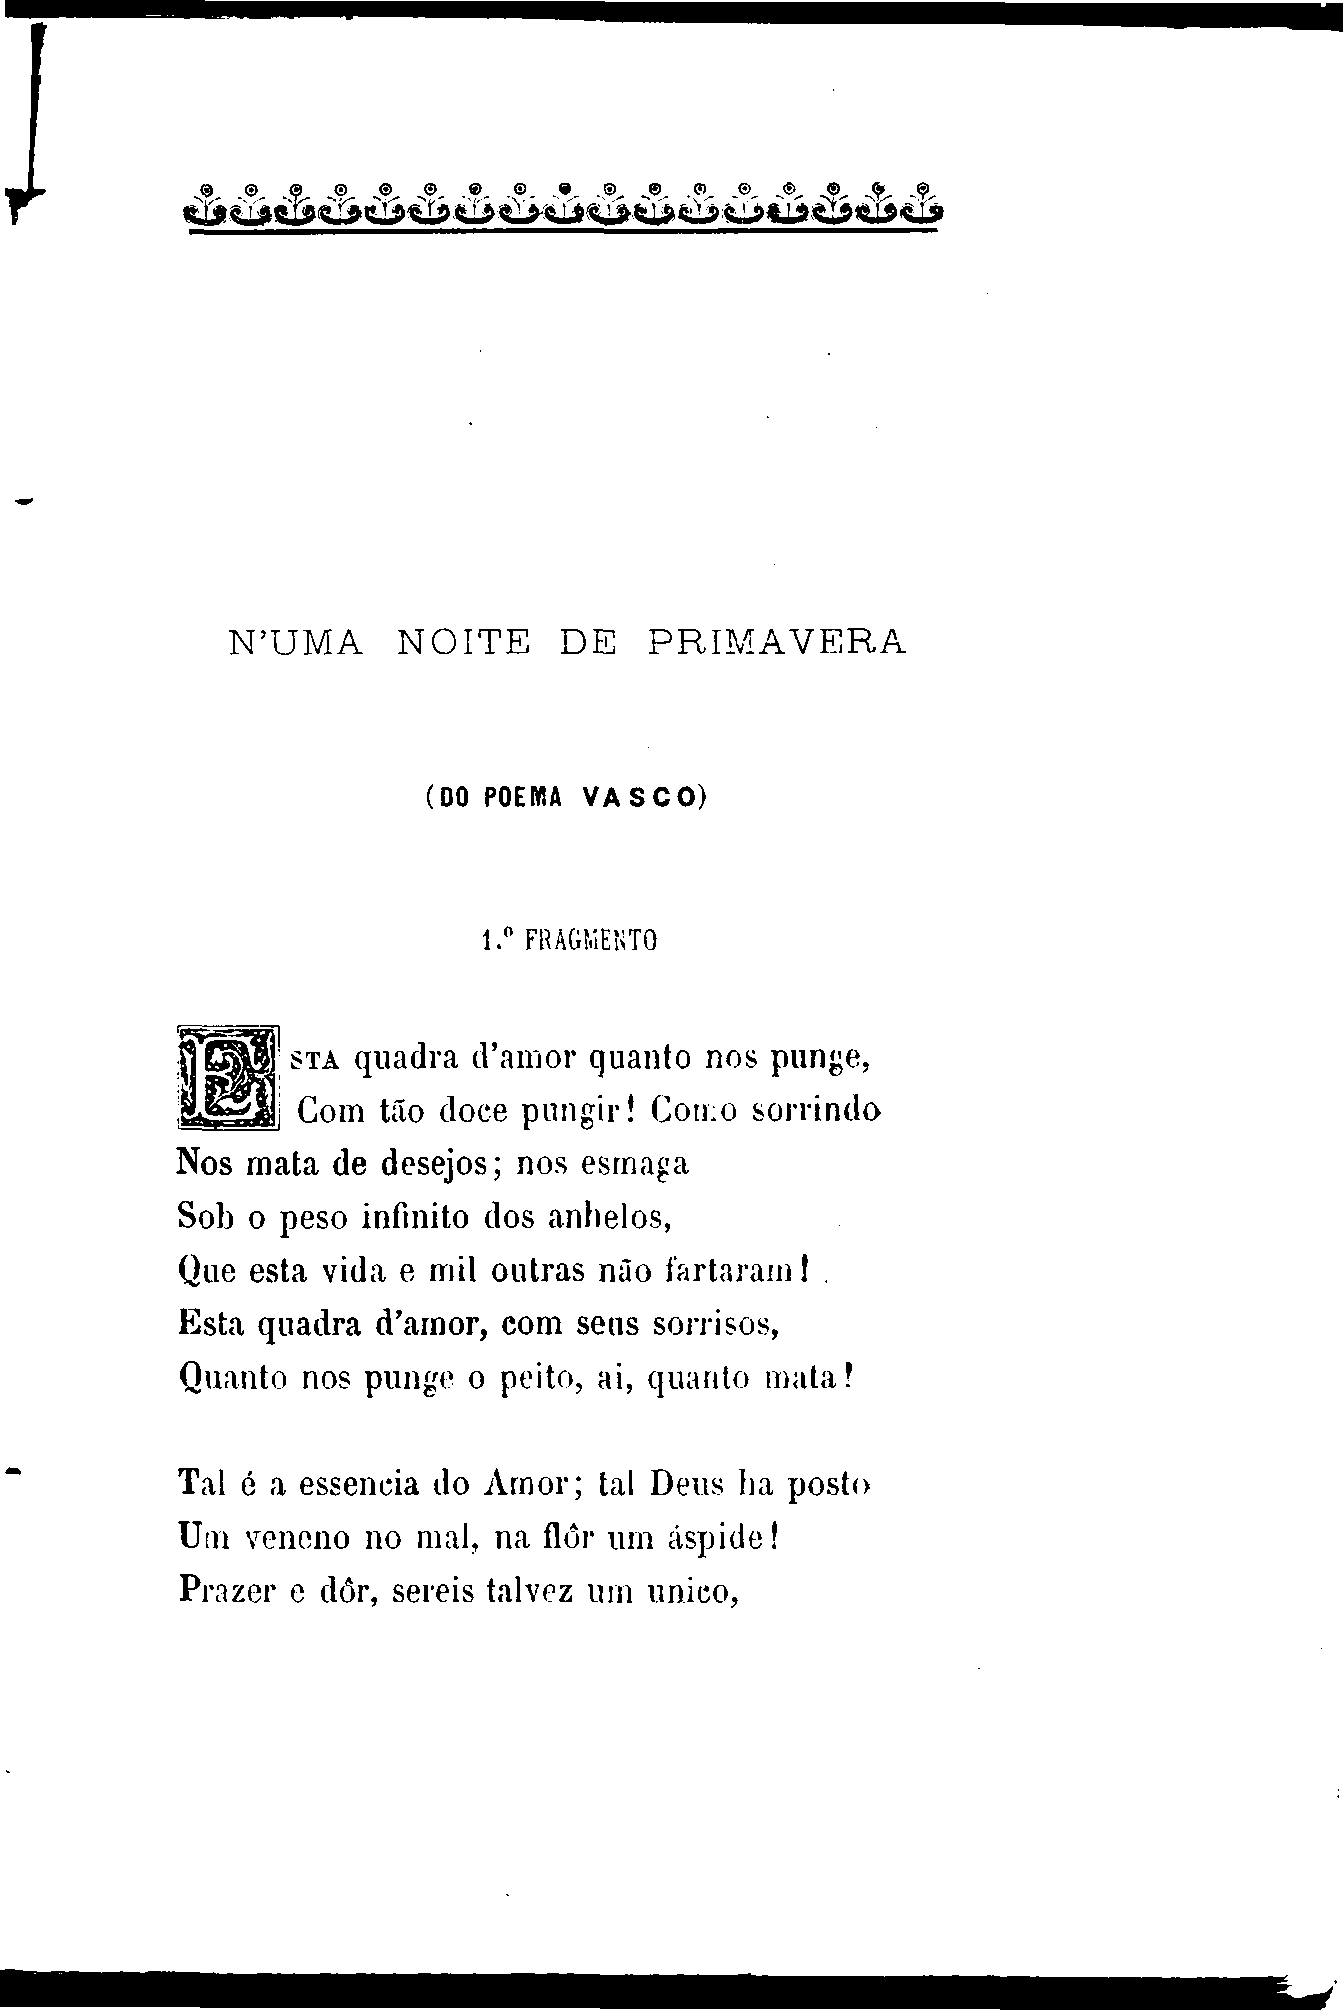 N'UMA NOITE DE PRIMAVERA
(DO POEMA VASCO)
1.º FRAGMENTO
ESTA quadra d'amor quanto nos punge,
Com tão doce pungir! Como sorrindo
Nos mata de desejos; nos esmaga
Sob o peso infinito dos anhelos,
Que esta vida e mil outras não fartaram!
Esta quadra d'amor, com seus sorrisos,
Quanto nos punge o peito, ai, quanto mata!
Tal é a essencia do Amor; tal Deus ha posto
Um veneno no mal, na flôr um áspide!
Prazer e dôr, sereis talvez um unico,